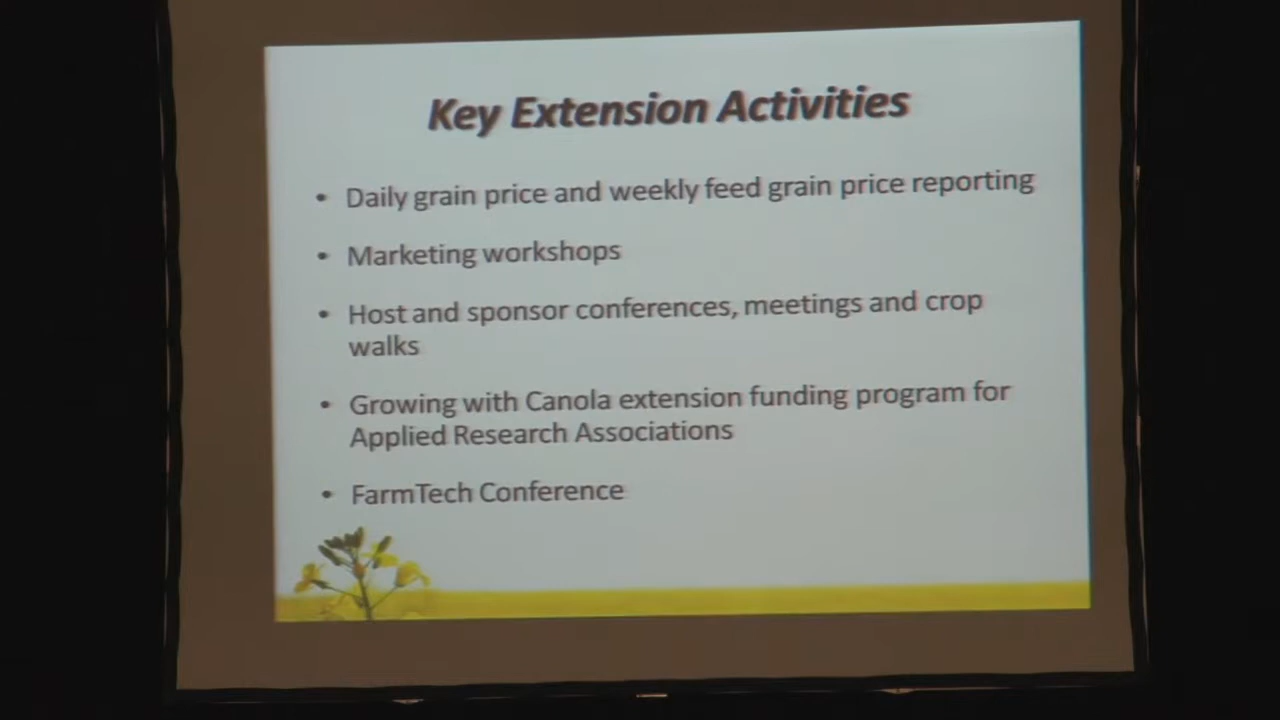 Key Extension Activities
• Daily grain price and weekly feed grain price reporting
• Marketing workshops
• Host and sponsor conferences, meetings and crop
walks
• Growing with Canola extension funding program for
Applied Research Associations
• FarmTech Conference